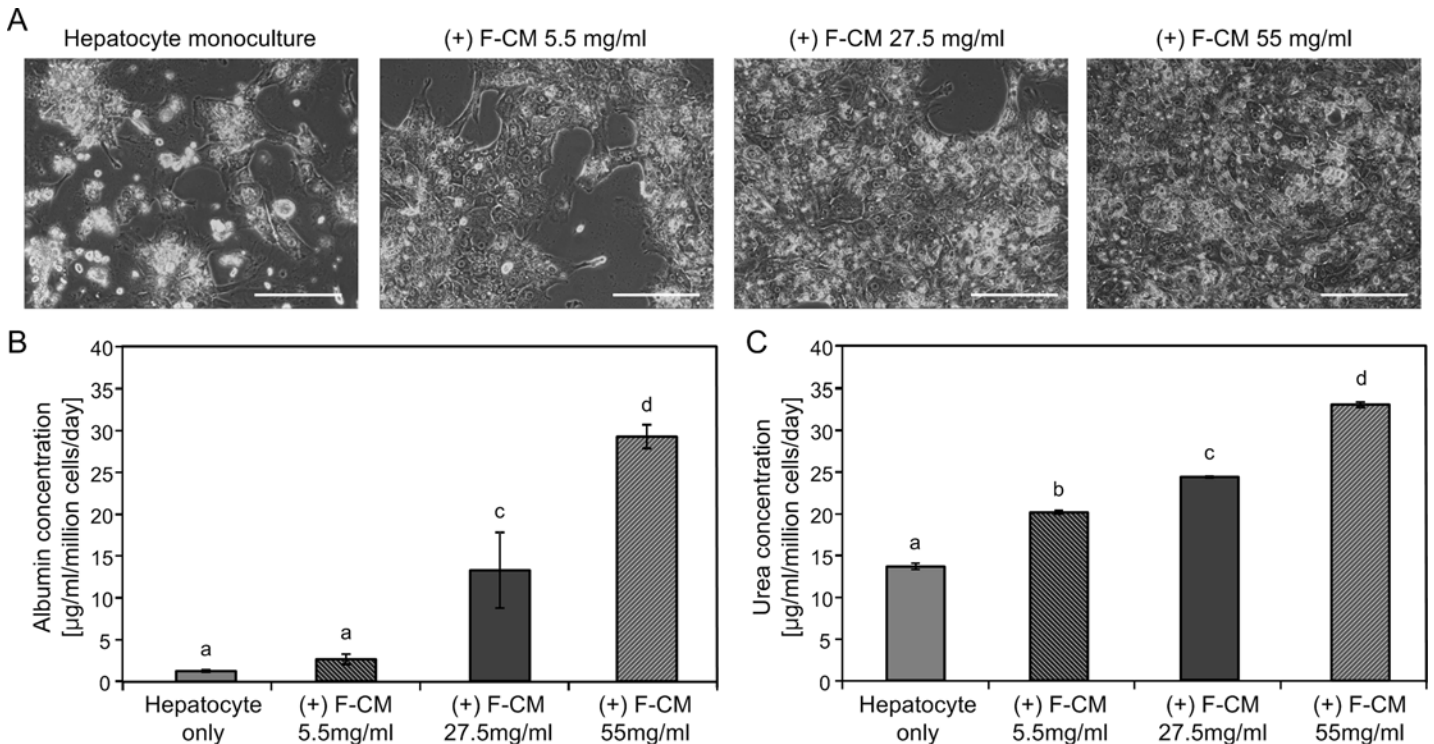 A
Hepatocyte monoculture
(+) F-CM 5.5 mg/ml
(+) F-CM 27.5 mg/ml
(+) F-CM 55 mg/ml
B
Albumin concentration
[µg/ml/million cells/day]
40
35
30
25
20
15
10
5
0
a
a
c
d
Hepatocyte
only
(+) F-CM
5.5mg/ml
(+) F-CM
27.5mg/ml
(+) F-CM
55mg/ml
C
Urea concentration
[µg/ml/million cells/day]
40
35
30
25
20
15
10
5
0
a
b
c
d
Hepatocyte
only
(+) F-CM
5.5mg/ml
(+) F-CM
27.5mg/ml
(+) F-CM
55mg/ml